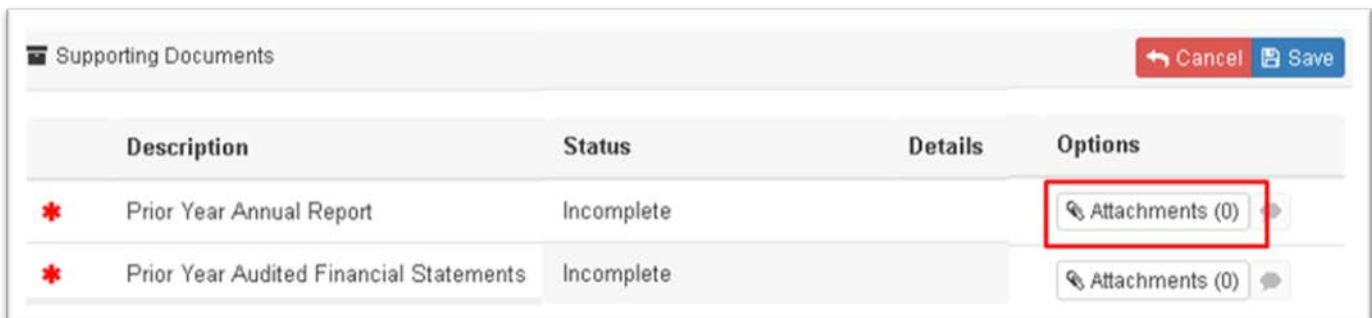 Supporting Documents Cancel Save
Description Status Details Options
* Prior Year Annual Report Incomplete Attachments (0)
* Prior Year Audited Financial Statements Incomplete Attachments (0)